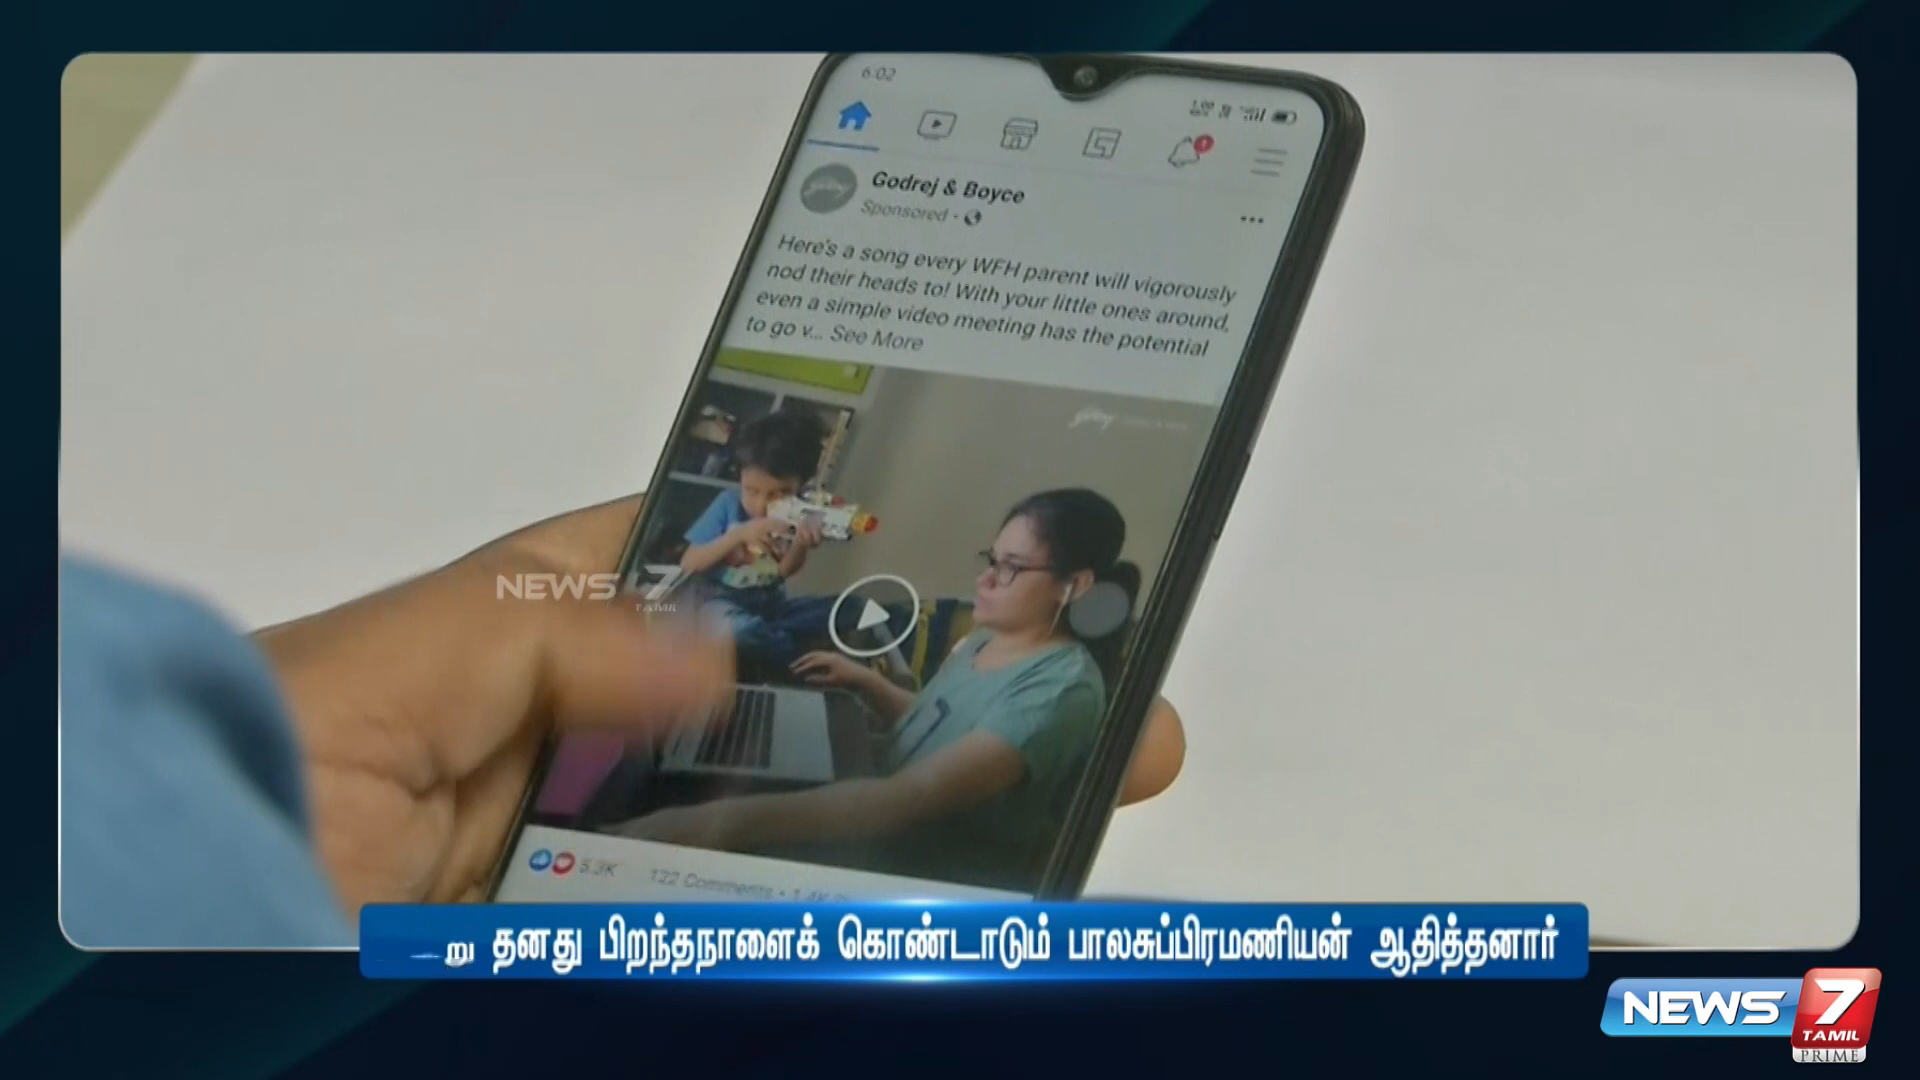 6:02
Godrej & Boyce
Sponsored
Here's a song every WFH parent will vigorously
nod their heads to! With your little ones around,
even a simple video meeting has the potential
to go v... See More
NEWS 7
TAMIL
5.3K 122 Comments
று தனது பிறந்தநாளைக் கொண்டாடும் பாலசுப்பிரமணியன் ஆதித்தனார்
NEWS 7
TAMIL
PRIME